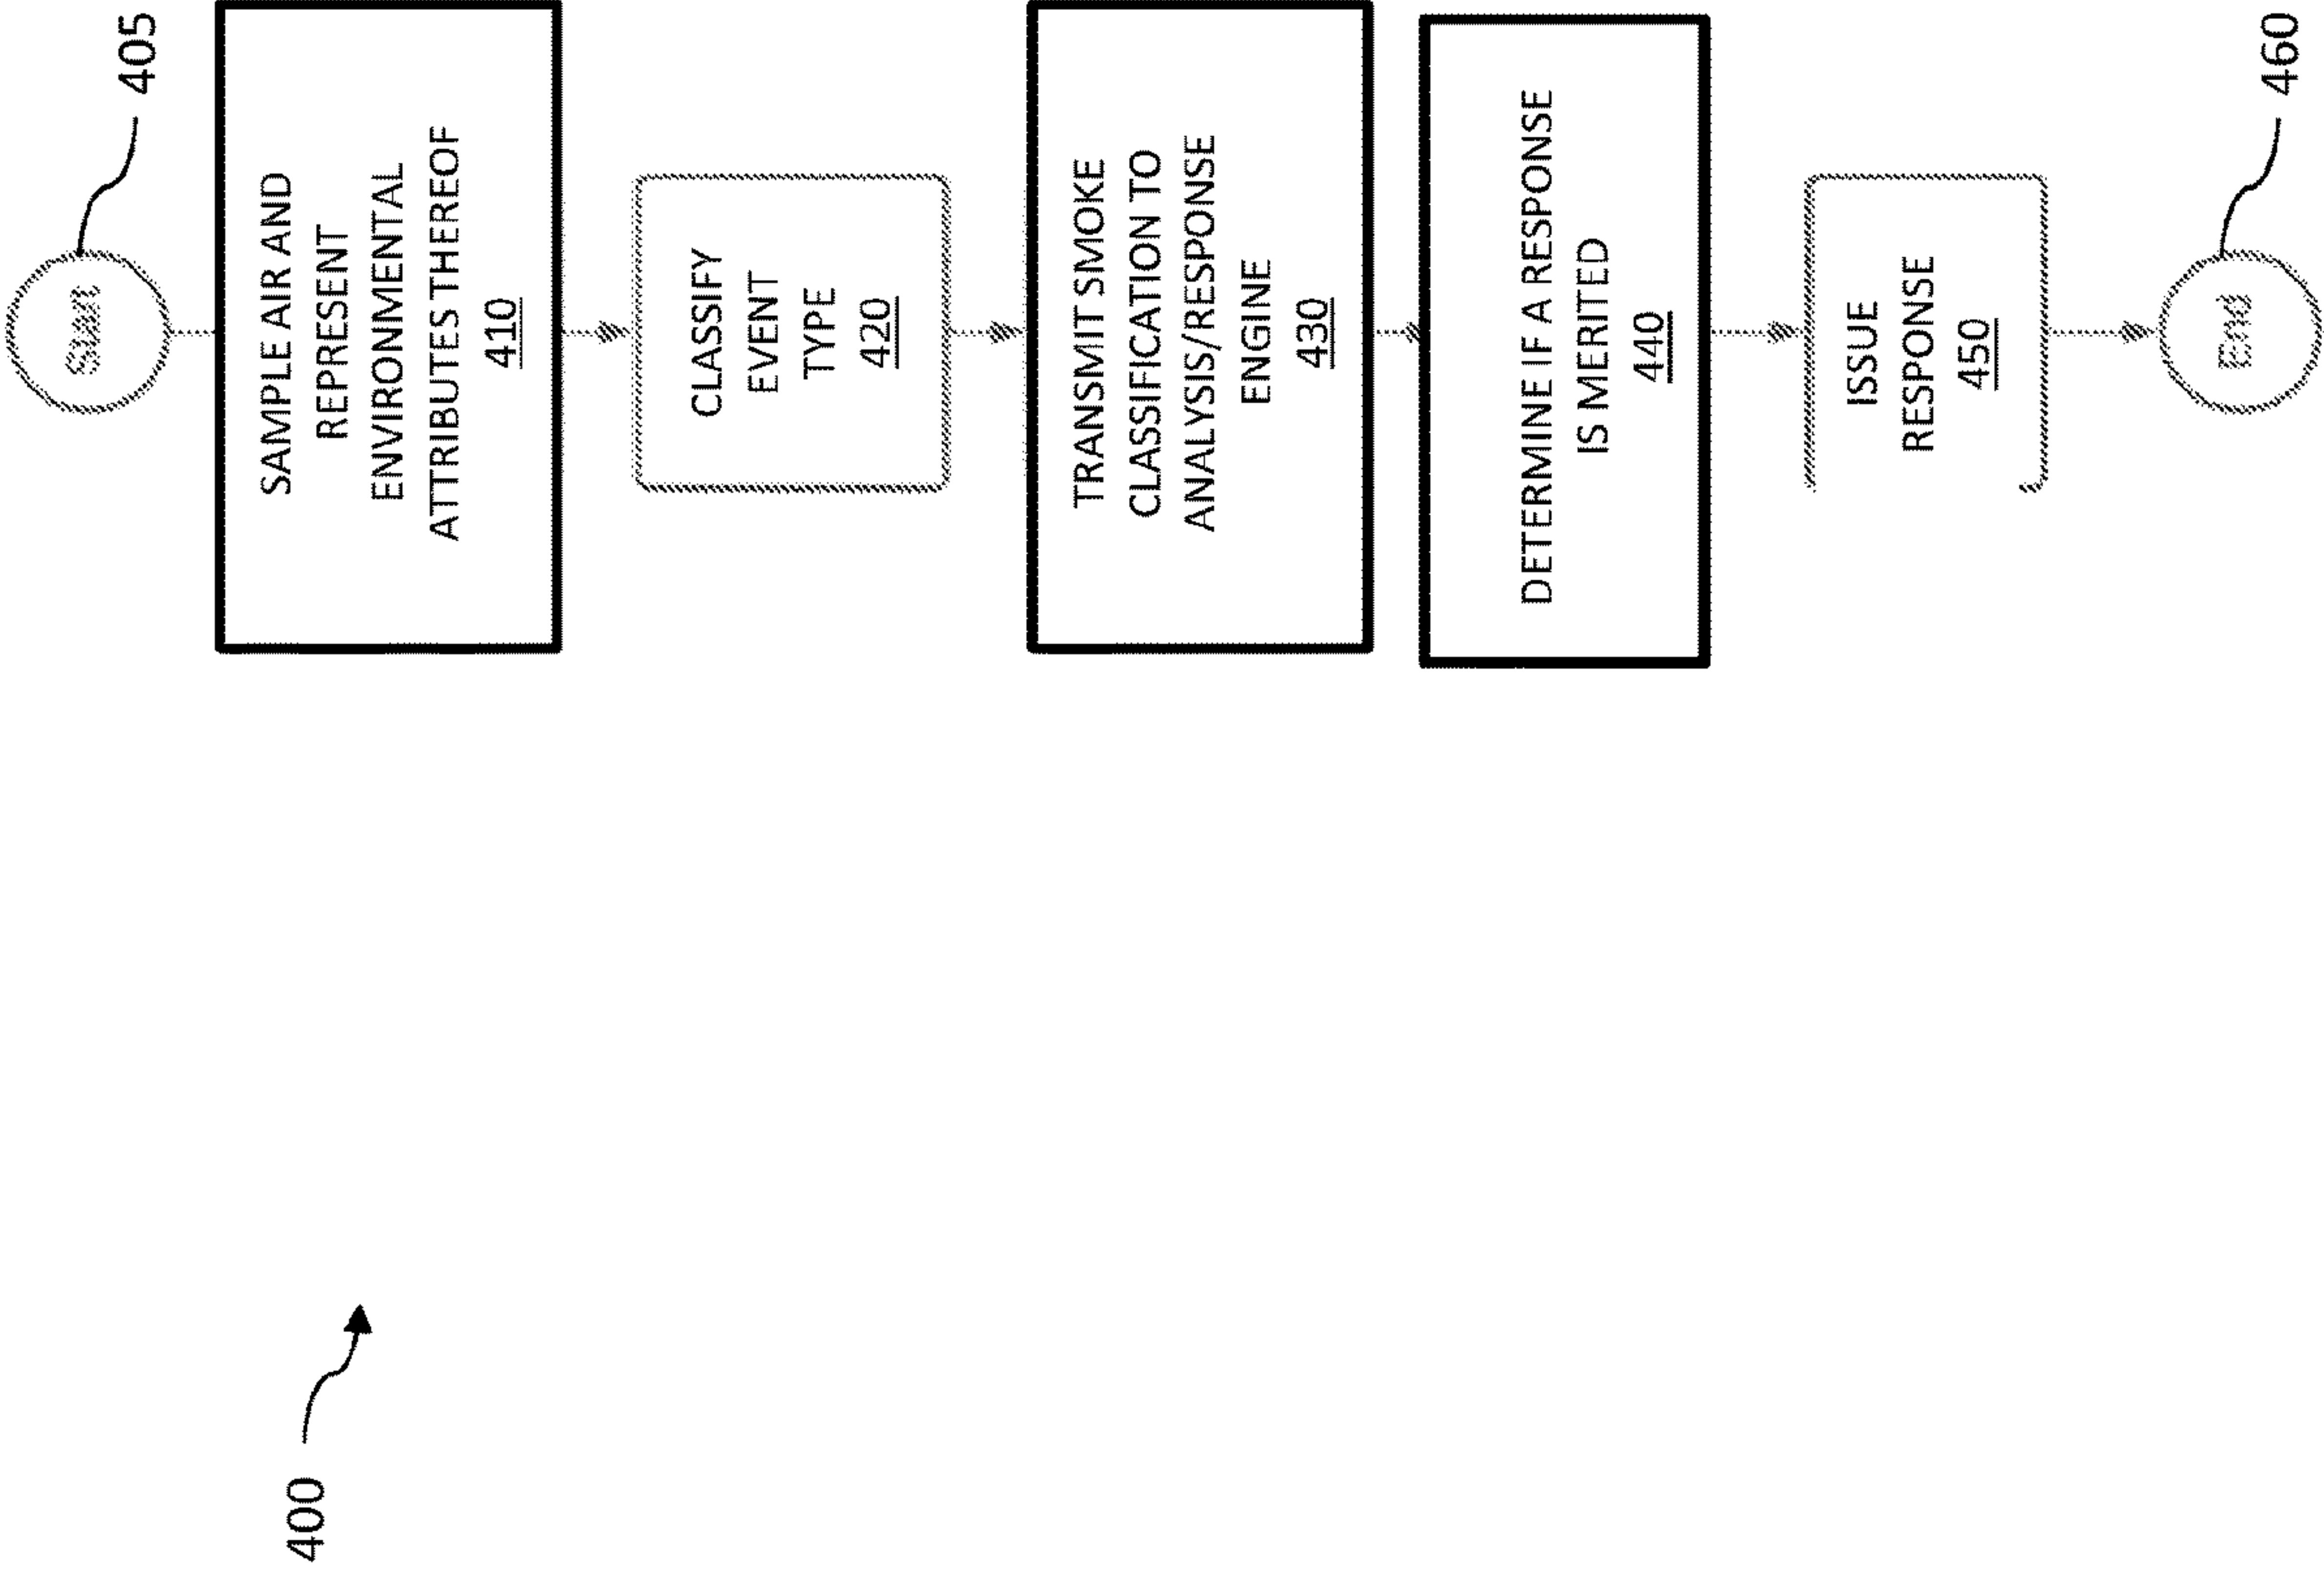 400
Start
405
SAMPLE AIR AND
REPRESENT
ENVIRONMENTAL
ATTRIBUTES THEREOF
410
CLASSIFY
EVENT
TYPE
420
TRANSMIT SMOKE
CLASSIFICATION TO
ANALYSIS/RESPONSE
ENGINE
430
DETERMINE IF A RESPONSE
IS MERITED
440
ISSUE
RESPONSE
450
End
460